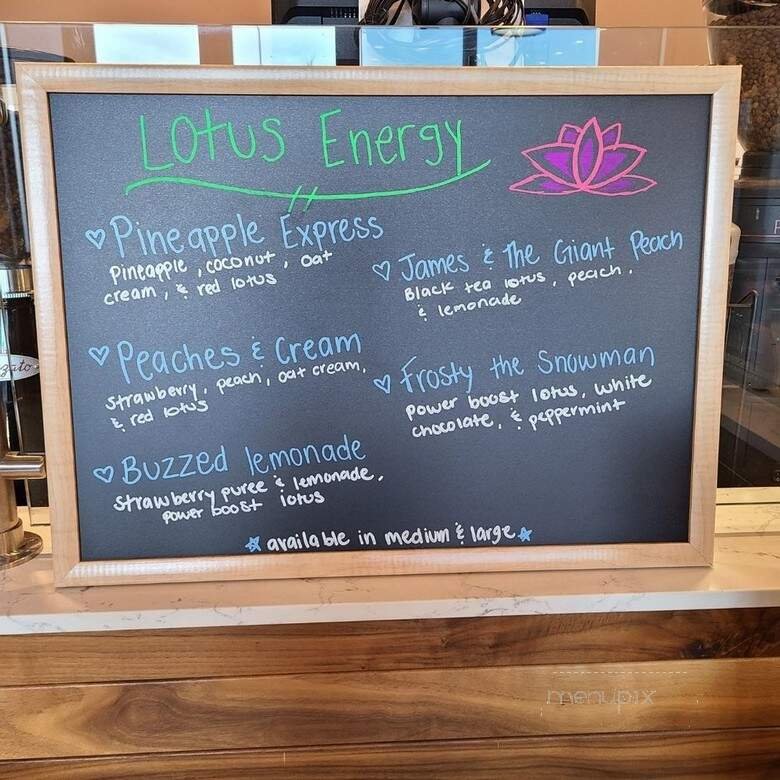 Lotus Energy
Pineapple Express
Pineapple, coconut, oat
cream, & red lotus
Peaches & Cream
strawberry, peach, oat cream,
& red lotus
Buzzed lemonade
strawberry puree & lemonade,
power boost lotus
James & The Giant Peach
Black tea lotus, peach,
& lemonade
Frosty the Snowman
power boost lotus, white
chocolate, & peppermint
available in medium & large
menupix